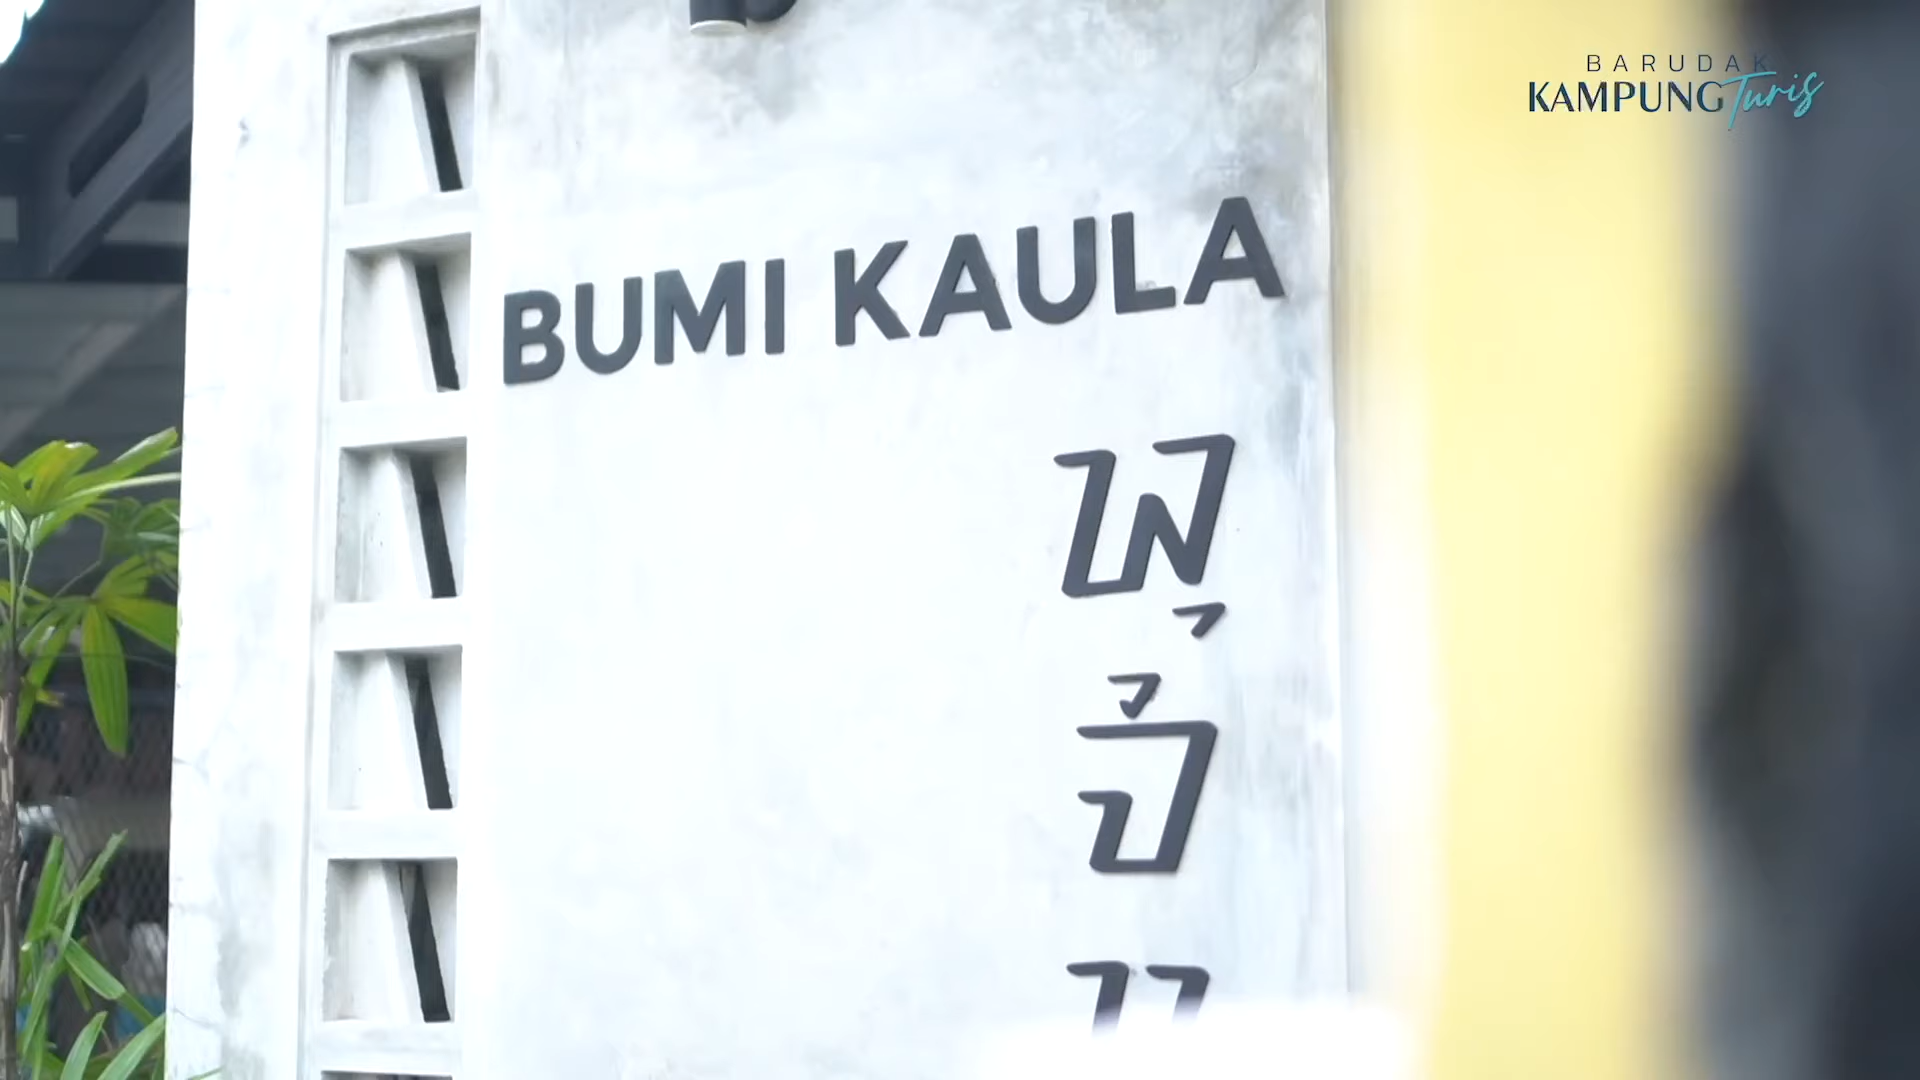 BARUDAK
KAMPUNG Turis
BUMI KAULA
ᮘᮥ
ᮙᮤ